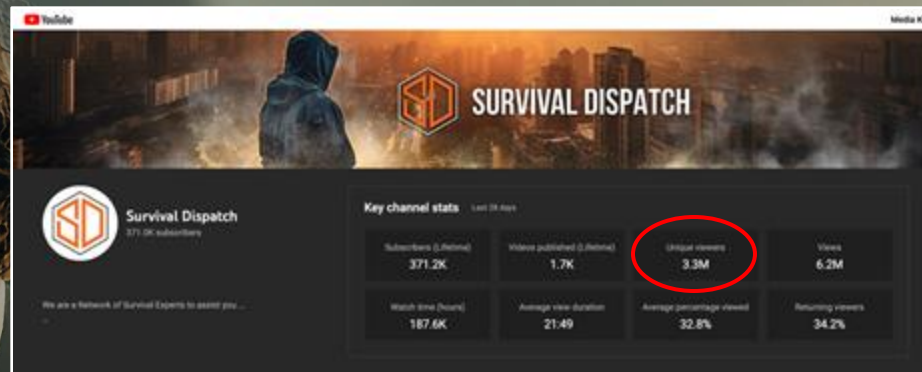 YouTube
Media K
SD SURVIVAL DISPATCH
SD
Survival Dispatch
371.0K subscribers
We are a Network of Survival Experts to assist you ...
...
Key channel stats Last 28 days
Subscribers (Lifetime)
371.2K
Videos published (Lifetime)
1.7K
Unique viewers
3.3M
Views
6.2M
Watch time (hours)
187.6K
Average view duration
21:49
Average percentage viewed
32.8%
Returning viewers
34.2%